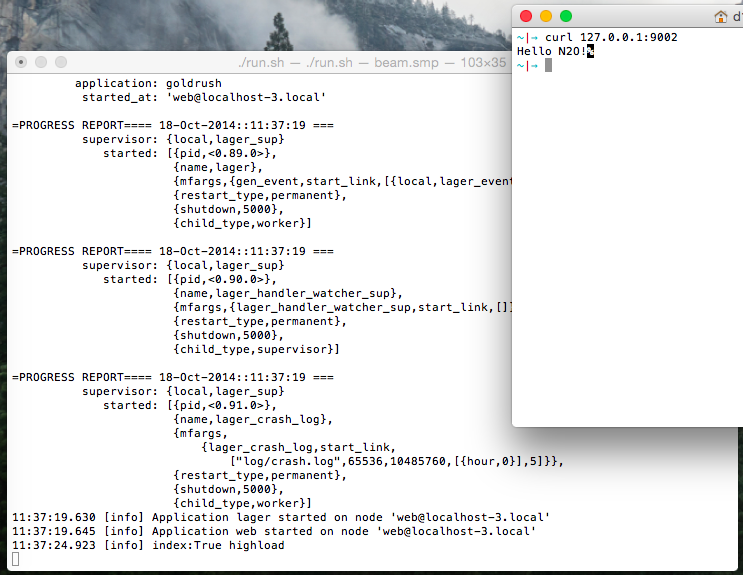 ./run.sh — ./run.sh — beam.smp — 103×35
application: goldrush
started_at: 'web@localhost-3.local'
=PROGRESS REPORT==== 18-Oct-2014::11:37:19 ===
supervisor: {local,lager_sup}
started: [{pid,<0.89.0>},
{name,lager},
{mfargs,{gen_event,start_link,[{local,lager_event
{restart_type,permanent},
{shutdown,5000},
{child_type,worker}]
=PROGRESS REPORT==== 18-Oct-2014::11:37:19 ===
supervisor: {local,lager_sup}
started: [{pid,<0.90.0>},
{name,lager_handler_watcher_sup},
{mfargs,{lager_handler_watcher_sup,start_link,[]}
{restart_type,permanent},
{shutdown,5000},
{child_type,supervisor}]
=PROGRESS REPORT==== 18-Oct-2014::11:37:19 ===
supervisor: {local,lager_sup}
started: [{pid,<0.91.0>},
{name,lager_crash_log},
{mfargs,
{lager_crash_log,start_link,
["log/crash.log",65536,10485760,[{hour,0}],5]}},
{restart_type,permanent},
{shutdown,5000},
{child_type,worker}]
11:37:19.630 [info] Application lager started on node 'web@localhost-3.local'
11:37:19.645 [info] Application web started on node 'web@localhost-3.local'
11:37:24.923 [info] index:True highload
~|⇒ curl 127.0.0.1:9002
Hello N2O!%
~|⇒